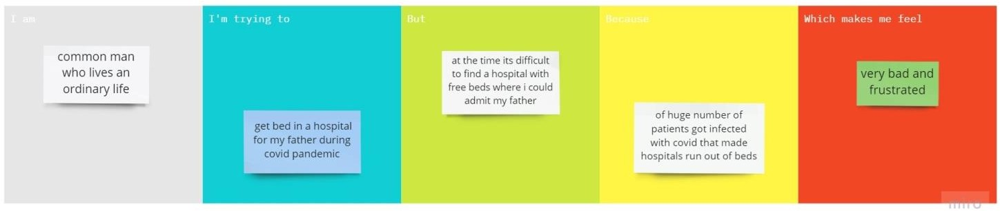 I am
common man
who lives an
ordinary life
I'm trying to
get bed in a hospital
for my father during
covid pandemic
But
at the time its difficult
to find a hospital with
free beds where i could
admit my father
Because
of huge number of
patients got infected
with covid that made
hospitals run out of beds
Which makes me feel
very bad and
frustrated
miro